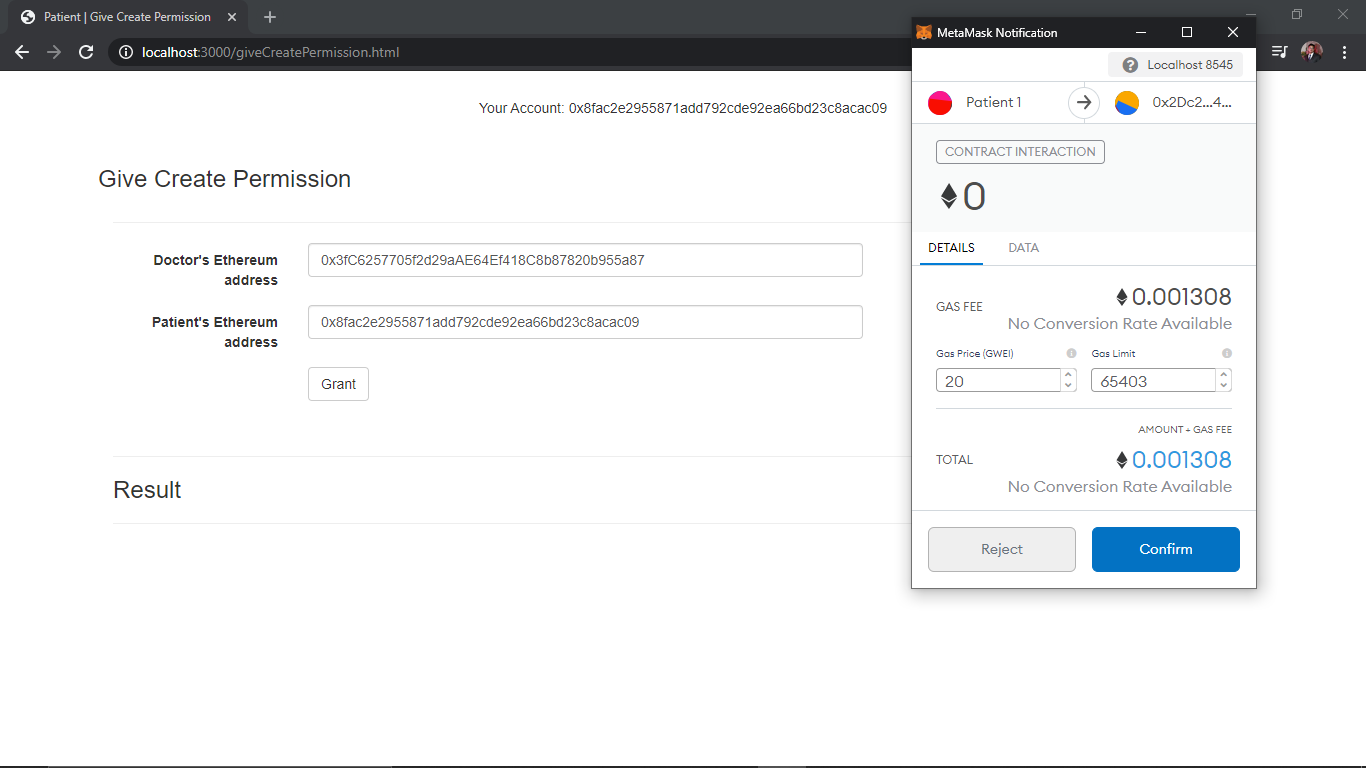 Patient | Give Create Permission
localhost:3000/giveCreatePermission.html
Your Account: 0x8fac2e2955871add792cde92ea66bd23c8acac09
Give Create Permission
Doctor's Ethereum
address
0x3fC6257705f2d29aAE64Ef418C8b87820b955a87
Patient's Ethereum
address
0x8fac2e2955871add792cde92ea66bd23c8acac09
Grant
Result
MetaMask Notification
Localhost 8545
Patient 1
0x2Dc2...4...
CONTRACT INTERACTION
0
DETAILS DATA
GAS FEE
0.001308
No Conversion Rate Available
Gas Price (GWEI) Gas Limit
20 65403
AMOUNT + GAS FEE
TOTAL
0.001308
No Conversion Rate Available
Reject Confirm